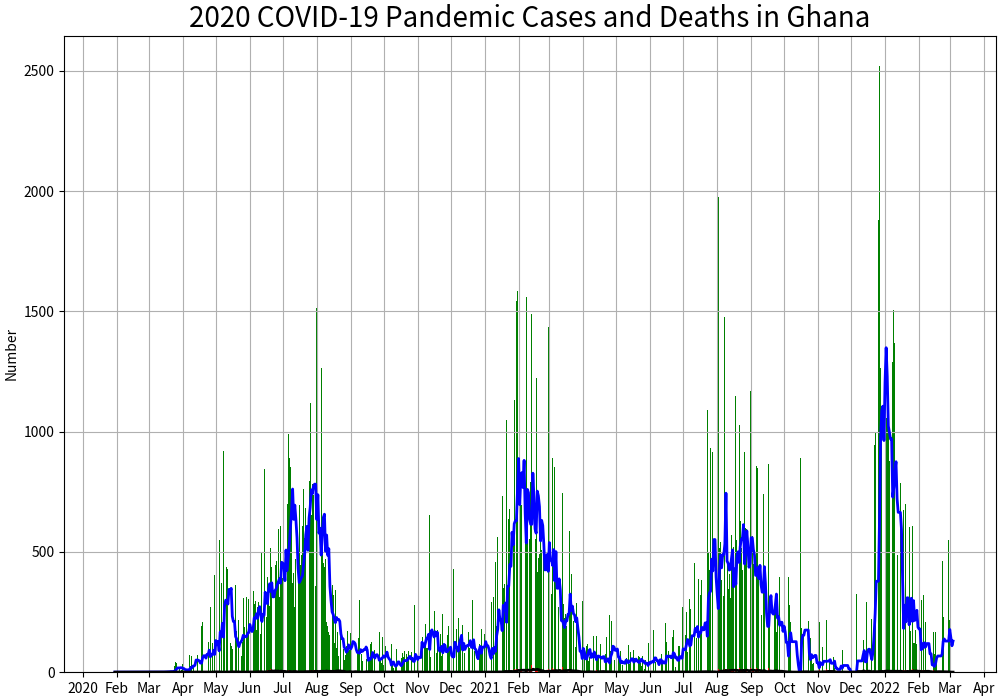 2020 COVID-19 Pandemic Cases and Deaths in Ghana
2500
2000
1500
1000
500
0
Number
2020 Feb Mar Apr May Jun Jul Aug Sep Oct Nov Dec 2021 Feb Mar Apr May Jun Jul Aug Sep Oct Nov Dec 2022 Feb Mar Apr